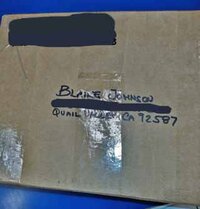 BLAINE JOHNSON
QUAIL VALLEY, CA 92587